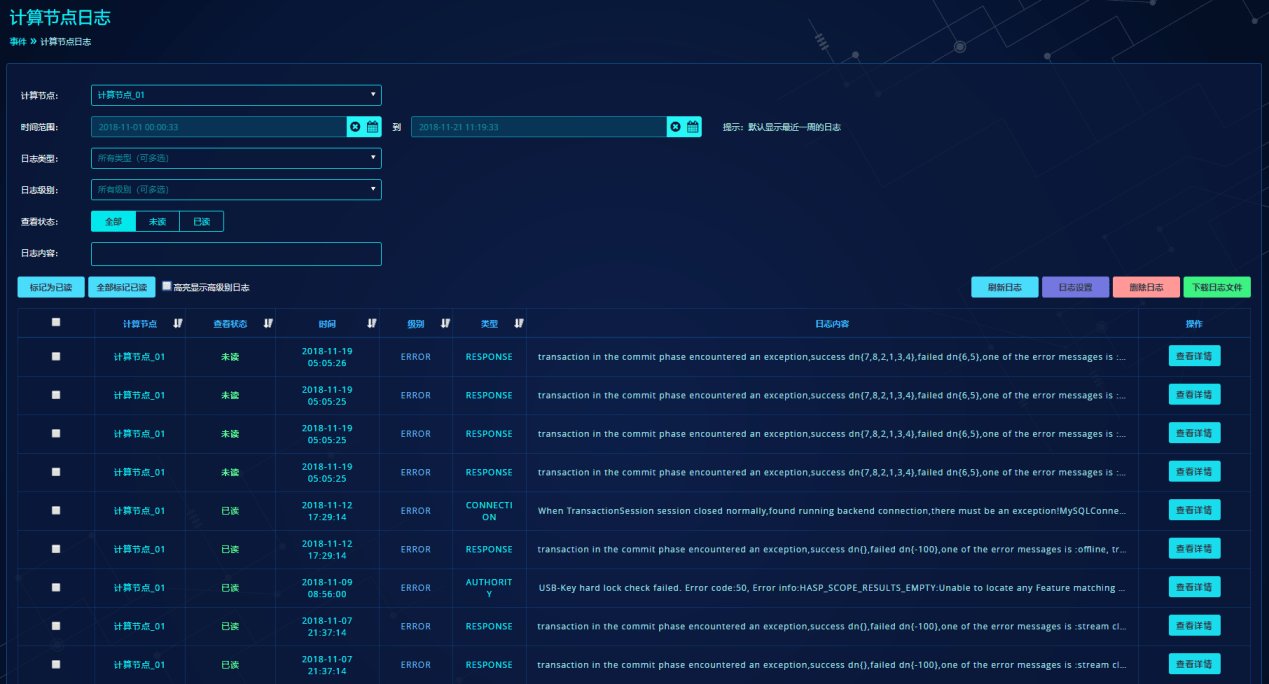 计算节点日志
事件 » 计算节点日志
计算节点: 计算节点_01
时间范围: 2018-11-01 00:00:33 到 2018-11-21 11:19:33 提示: 默认显示最近一周的日志
日志类型: 所有类型 (可多选)
日志级别: 所有级别 (可多选)
查看状态: 全部 未读 已读
日志内容:
标记为已读 全部标记已读 高亮显示高级别日志 刷新日志 日志设置 删除日志 下载日志文件
计算节点 查看状态 时间 级别 类型 日志内容 操作
计算节点_01 未读 2018-11-19 05:05:26 ERROR RESPONSE transaction in the commit phase encountered an exception,success dn{7,8,2,1,3,4},failed dn{6,5},one of the error messages is :... 查看详情
计算节点_01 未读 2018-11-19 05:05:25 ERROR RESPONSE transaction in the commit phase encountered an exception,success dn{7,8,2,1,3,4},failed dn{6,5},one of the error messages is :... 查看详情
计算节点_01 未读 2018-11-19 05:05:25 ERROR RESPONSE transaction in the commit phase encountered an exception,success dn{7,8,2,1,3,4},failed dn{6,5},one of the error messages is :... 查看详情
计算节点_01 未读 2018-11-19 05:05:25 ERROR RESPONSE transaction in the commit phase encountered an exception,success dn{7,8,2,1,3,4},failed dn{6,5},one of the error messages is :... 查看详情
计算节点_01 已读 2018-11-12 17:29:14 ERROR CONNECTION When TransactionSession session closed normally,found running backend connection,there must be an exception!MySQLConne... 查看详情
计算节点_01 已读 2018-11-12 17:29:14 ERROR RESPONSE transaction in the commit phase encountered an exception,success dn{},failed dn{-100},one of the error messages is :offline, tr... 查看详情
计算节点_01 已读 2018-11-09 08:56:00 ERROR AUTHORITY USB-Key hard lock check failed. Error code:50, Error info:HASP_SCOPE_RESULTS_EMPTY:Unable to locate any Feature matching ... 查看详情
计算节点_01 已读 2018-11-07 21:37:14 ERROR RESPONSE transaction in the commit phase encountered an exception,success dn{},failed dn{-100},one of the error messages is :stream cl... 查看详情
计算节点_01 已读 2018-11-07 21:37:14 ERROR RESPONSE transaction in the commit phase encountered an exception,success dn{},failed dn{-100},one of the error messages is :stream cl... 查看详情